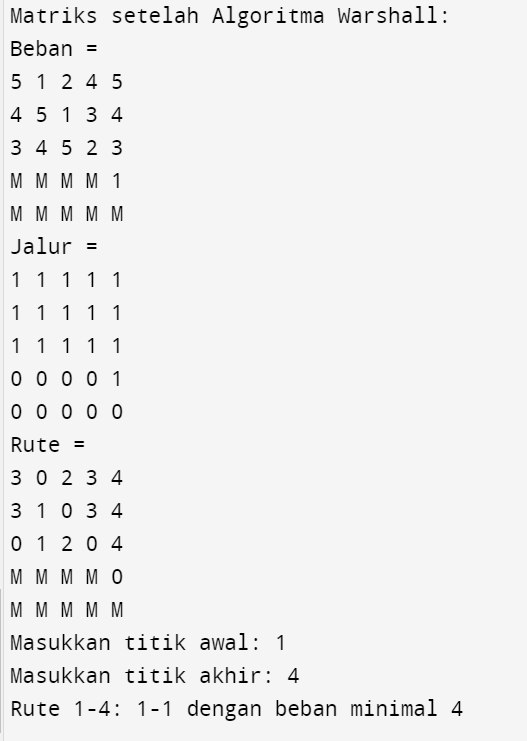 Matriks setelah Algoritma Warshall:
Beban =
5 1 2 4 5
4 5 1 3 4
3 4 5 2 3
M M M M 1
M M M M M
Jalur =
1 1 1 1 1
1 1 1 1 1
1 1 1 1 1
0 0 0 0 1
0 0 0 0 0
Rute =
3 0 2 3 4
3 1 0 3 4
0 1 2 0 4
M M M M 0
M M M M M
Masukkan titik awal: 1
Masukkan titik akhir: 4
Rute 1-4: 1-1 dengan beban minimal 4